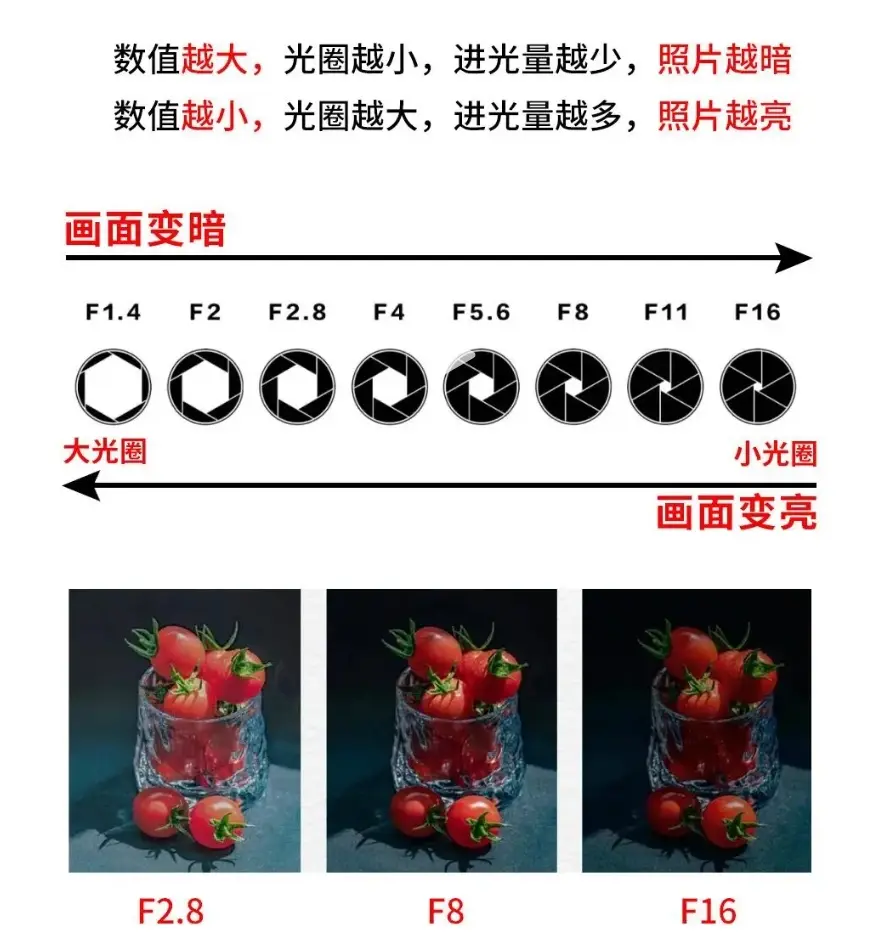 数值越大，光圈越小，进光量越少，照片越暗
数值越小，光圈越大，进光量越多，照片越亮
画面变暗
F1.4 F2 F2.8 F4 F5.6 F8 F11 F16
大光圈 小光圈
画面变亮
F2.8 F8 F16